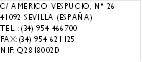 C/ AMERICO VESPUCIO, Nº 26
41092 SEVILLA (ESPAÑA)
TEL.: (34) 954 466700
FAX: (34) 954 621125
NIF: Q2818002D